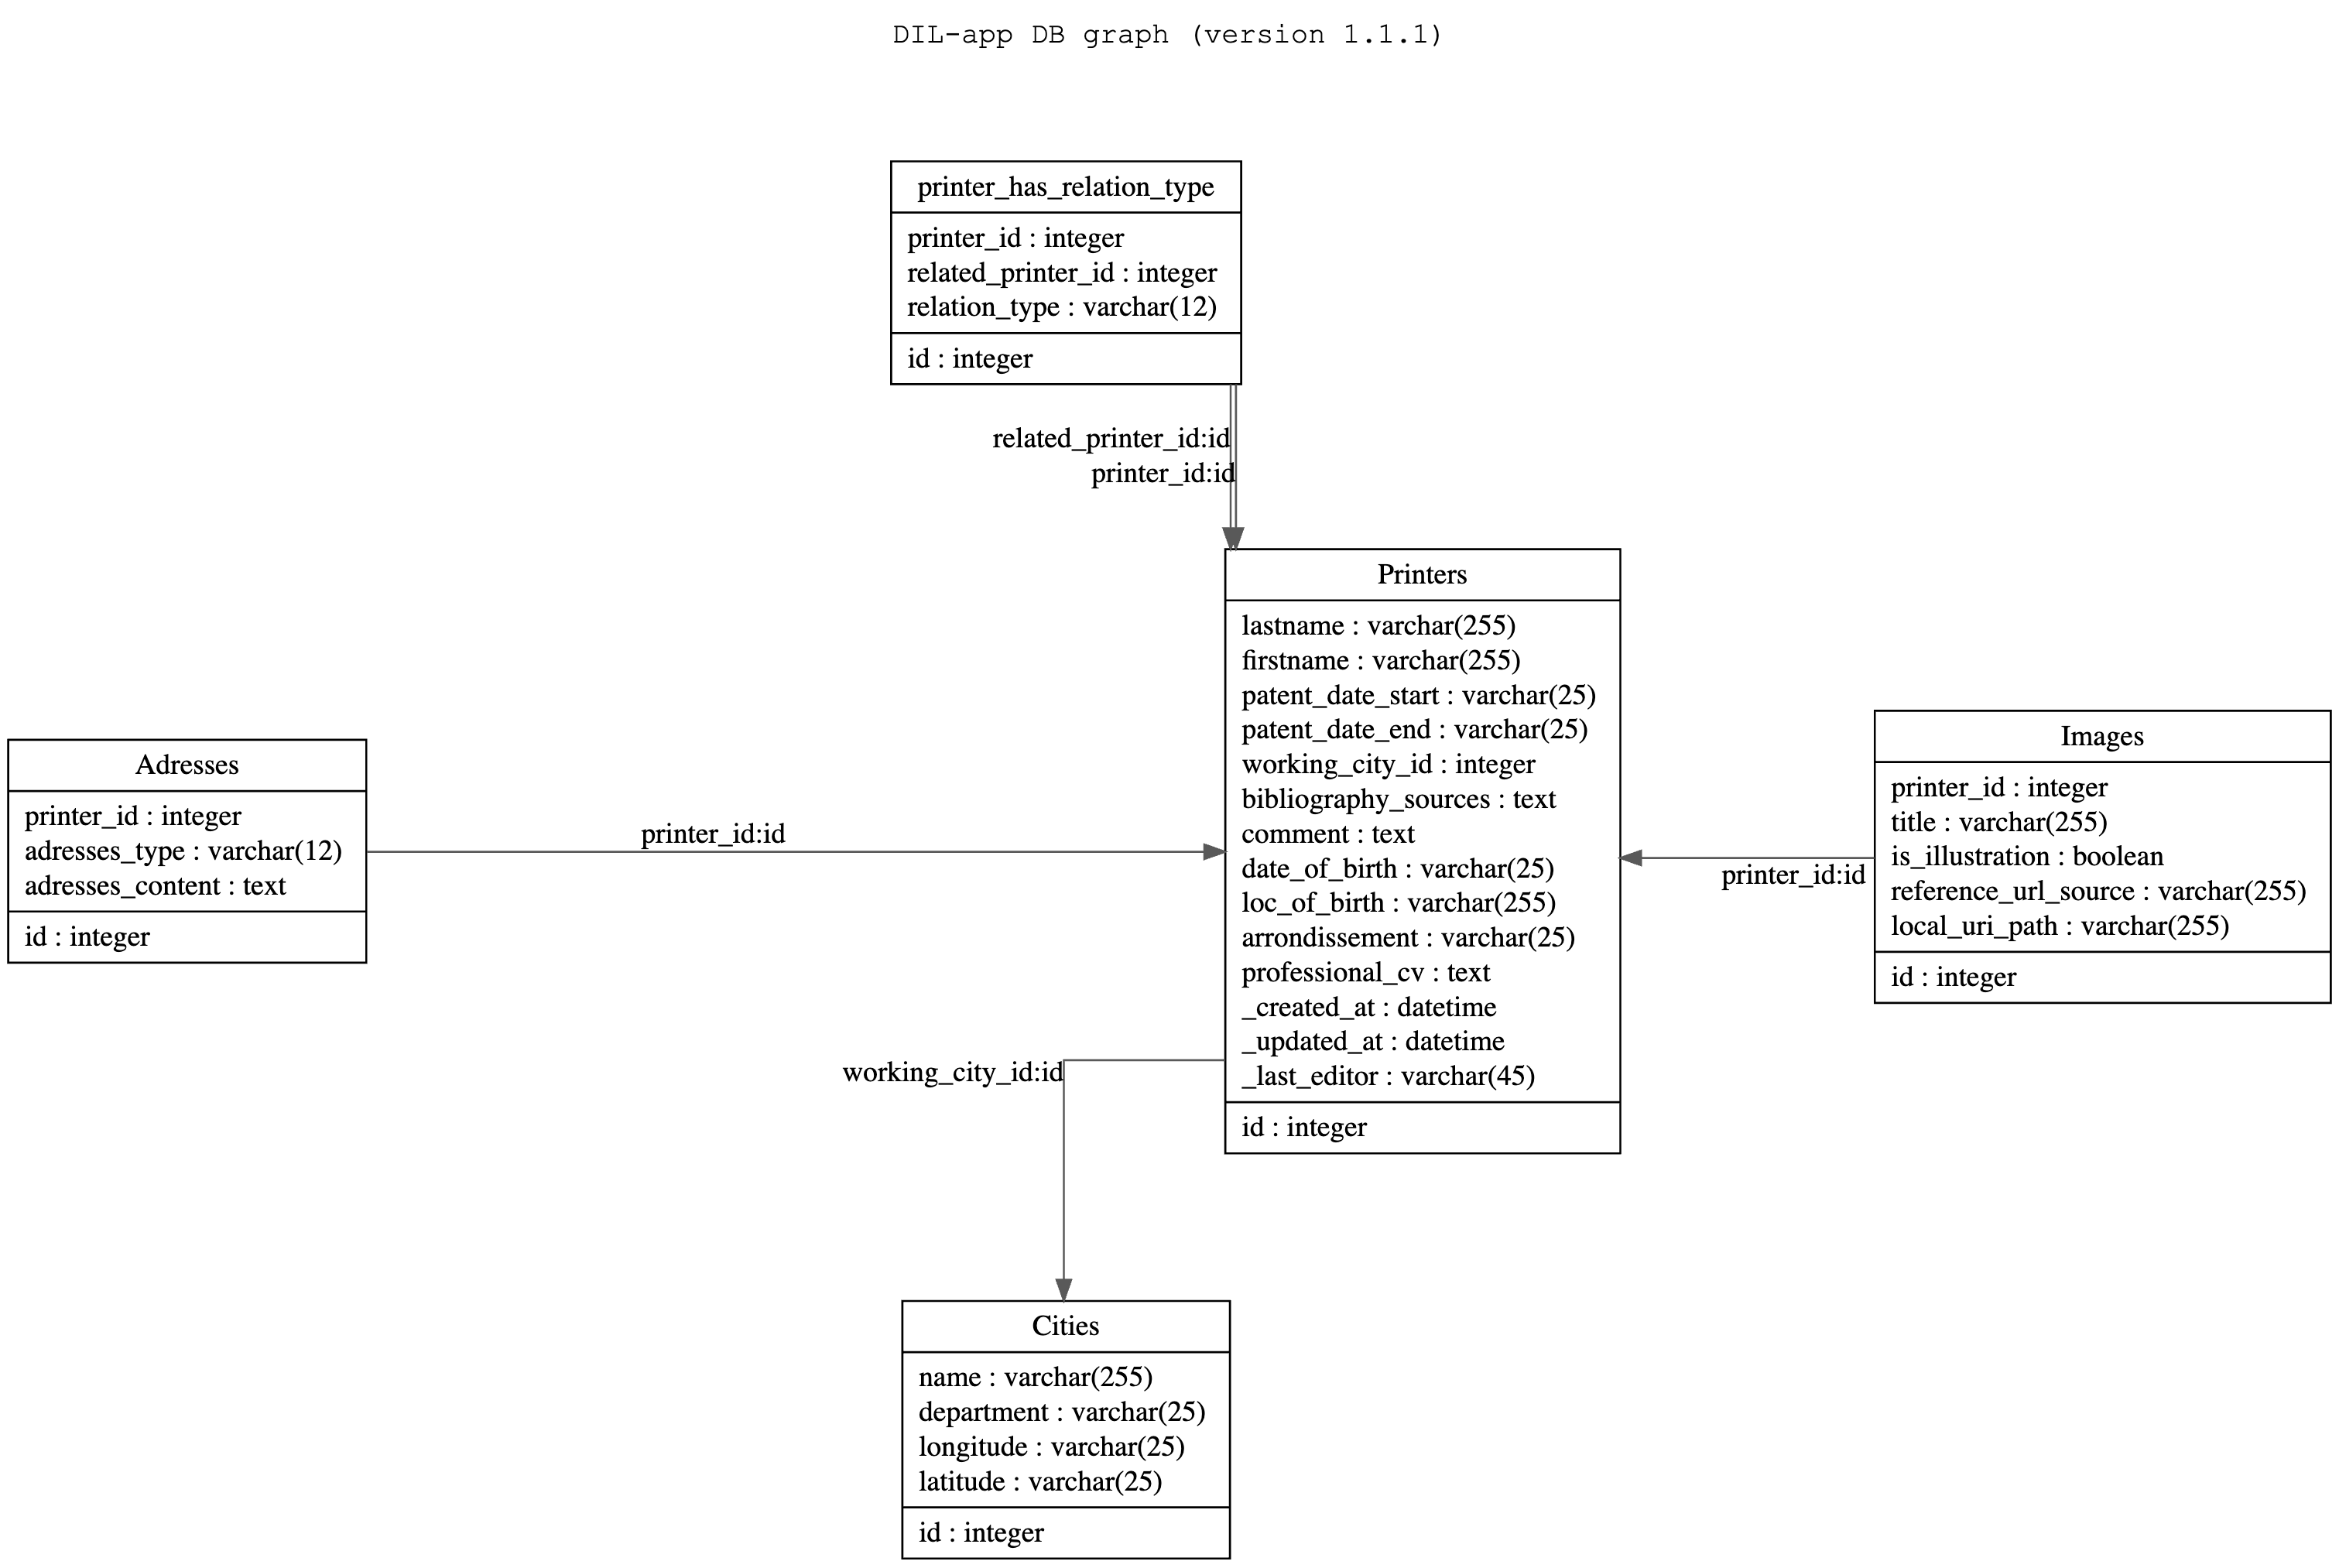 DIL-app DB graph (version 1.1.1)
printer_has_relation_type
printer_id : integer
related_printer_id : integer
relation_type : varchar(12)
id : integer
related_printer_id:id
printer_id:id
Printers
lastname : varchar(255)
firstname : varchar(255)
patent_date_start : varchar(25)
patent_date_end : varchar(25)
working_city_id : integer
bibliography_sources : text
comment : text
date_of_birth : varchar(25)
loc_of_birth : varchar(255)
arrondissement : varchar(25)
professional_cv : text
_created_at : datetime
_updated_at : datetime
_last_editor : varchar(45)
id : integer
Adresses
printer_id : integer
adresses_type : varchar(12)
adresses_content : text
id : integer
printer_id:id
Images
printer_id : integer
title : varchar(255)
is_illustration : boolean
reference_url_source : varchar(255)
local_uri_path : varchar(255)
id : integer
printer_id:id
working_city_id:id
Cities
name : varchar(255)
department : varchar(25)
longitude : varchar(25)
latitude : varchar(25)
id : integer